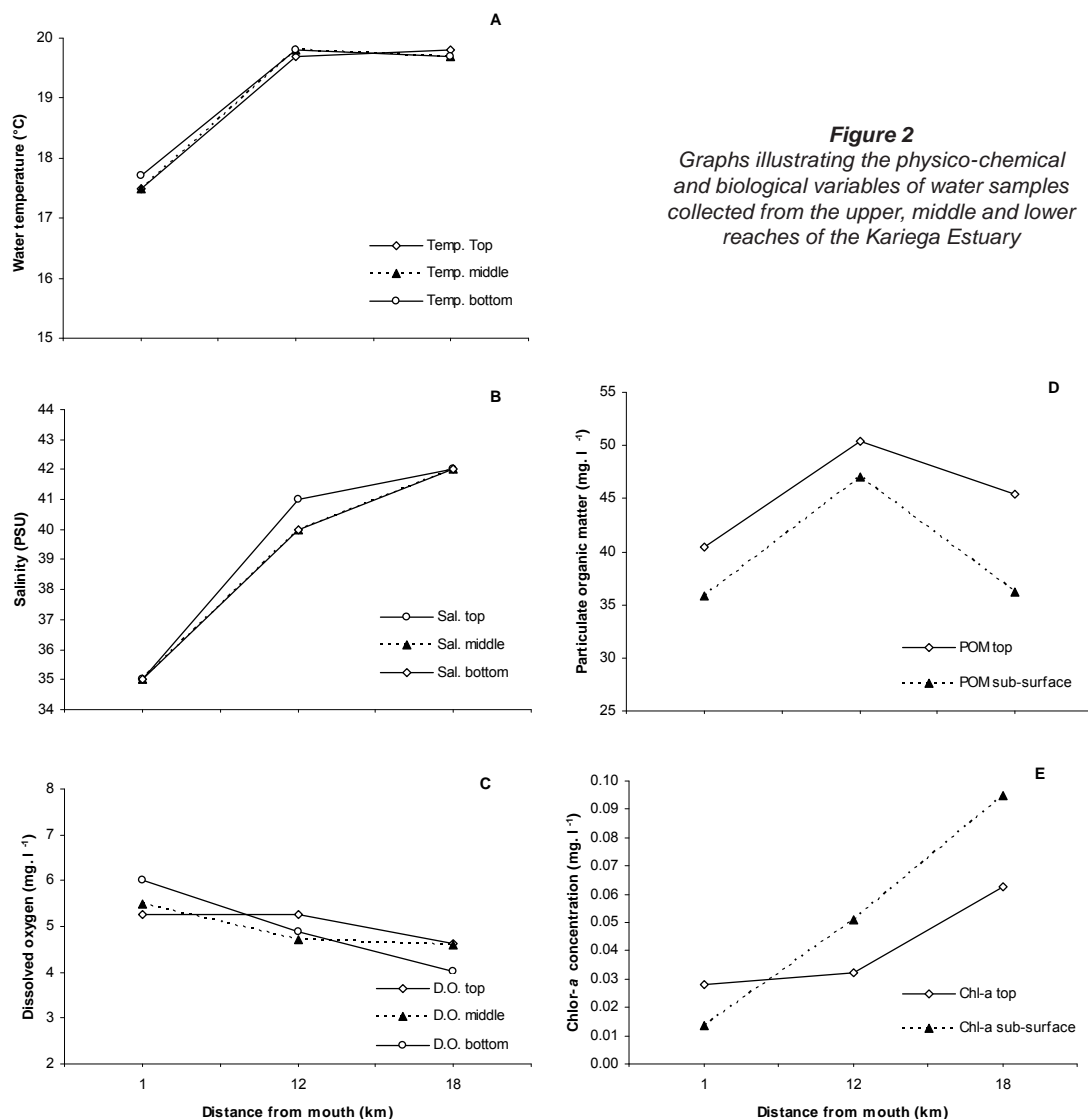 A
20
19
18
17
16
15
Water temperature (°C)
Temp. Top
Temp. middle
Temp. bottom
Figure 2
Graphs illustrating the physico-chemical
and biological variables of water samples
collected from the upper, middle and lower
reaches of the Kariega Estuary
B
44
43
42
41
40
39
38
37
36
35
34
Salinity (PSU)
Sal. top
Sal. middle
Sal. bottom
D
55
50
45
40
35
30
25
Particulate organic matter (mg. l -1)
POM top
POM sub-surface
C
8
7
6
5
4
3
2
Dissolved oxygen (mg. l -1)
D.O. top
D.O. middle
D.O. bottom
1 12 18
Distance from mouth (km)
E
0.10
0.09
0.08
0.07
0.06
0.05
0.04
0.03
0.02
0.01
0.00
Chlor-a concentration (mg. l -1)
Chl-a top
Chl-a sub-surface
1 12 18
Distance from mouth (km)